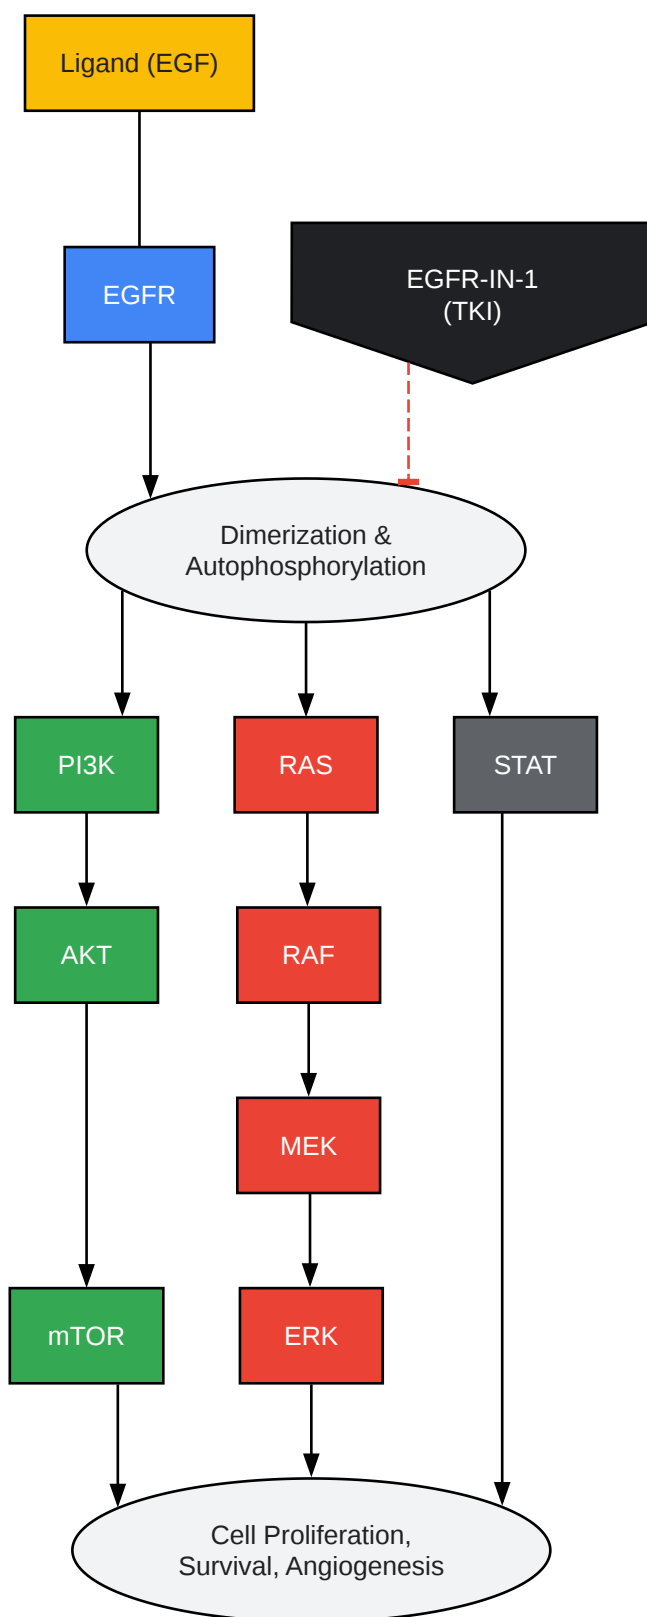 Ligand (EGF)
EGFR
EGFR-IN-1
(TKI)
Dimerization &
Autophosphorylation
PI3K
RAS
STAT
AKT
RAF
MEK
mTOR
ERK
Cell Proliferation,
Survival, Angiogenesis